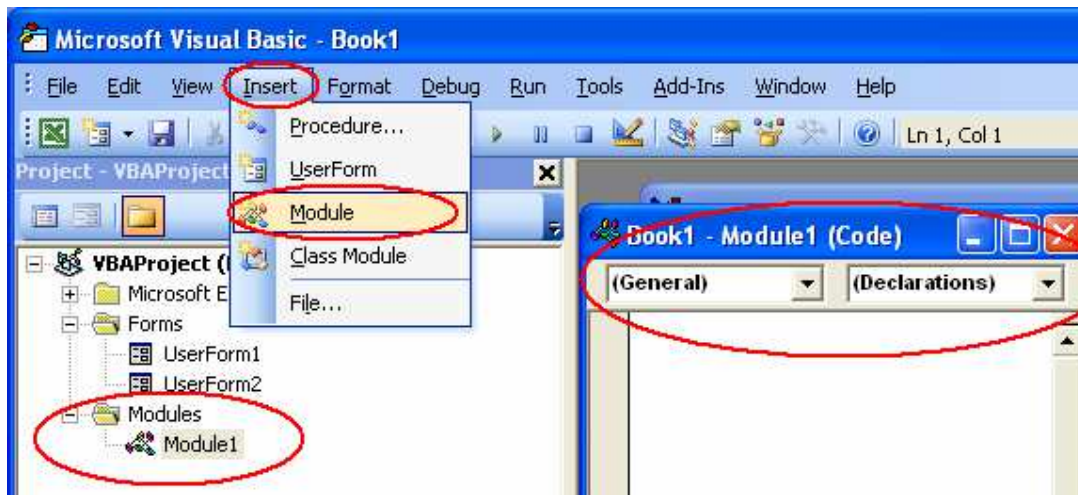 Microsoft Visual Basic - Book1
File Edit View Insert Format Debug Run Tools Add-Ins Window Help
Ln 1, Col 1
Procedure...
UserForm
Module
Class Module
File...
Project - VBAProject
VBAProject (
Microsoft E
Forms
UserForm1
UserForm2
Modules
Module1
Book1 - Module1 (Code)
(General) (Declarations)